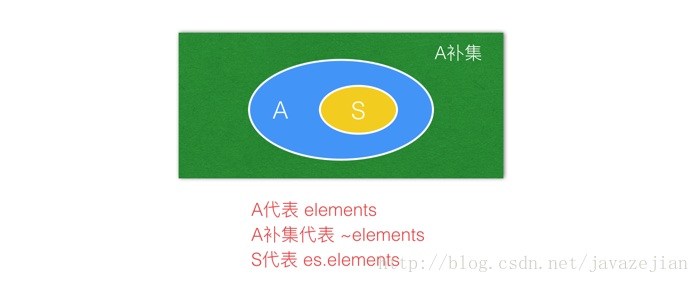 A补集
A
S
A代表 elements
A补集代表 ~elements
S代表 es.elements
http://blog.csdn.net/javazejian